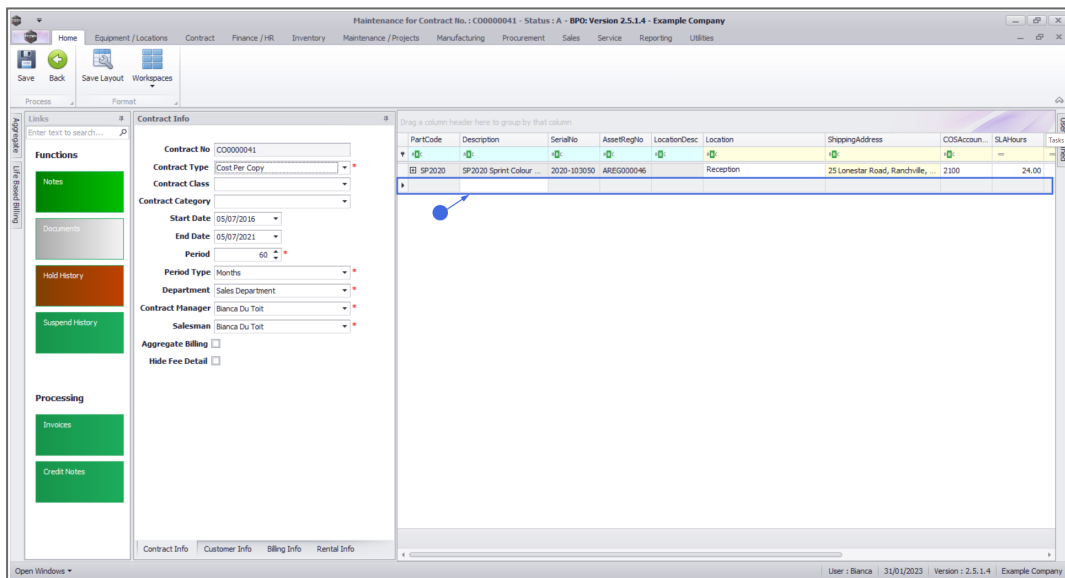 Maintenance for Contract No. : CO0000041 - Status : A - BPO: Version 2.5.1.4 - Example Company
Home Equipment / Locations Contract Finance / HR Inventory Maintenance / Projects Manufacturing Procurement Sales Service Reporting Utilities
Save Back Save Layout Workspaces
Process Format
Aggregate
Life Based Billing
Links
Enter text to search...
Functions
Notes
Documents
Hold History
Suspend History
Processing
Invoices
Credit Notes
Contract Info
Contract No CO0000041
Contract Type Cost Per Copy *
Contract Class
Contract Category
Start Date 05/07/2016
End Date 05/07/2021
Period 60 *
Period Type Months *
Department Sales Department *
Contract Manager Bianca Du Toit *
Salesman Bianca Du Toit *
Aggregate Billing
Hide Fee Detail
Contract Info Customer Info Billing Info Rental Info
Drag a column header here to group by that column
PartCode Description SerialNo AssetRegNo LocationDesc Location ShippingAddress COSAccoun... SLAHours
SP2020 SP2020 Sprint Colour ... 2020-103050 AREG000046 Reception 25 Lonestar Road, Ranchville, ... 2100 24.00
Tasks
Open Windows
User : Bianca 31/01/2023 Version : 2.5.1.4 Example Company